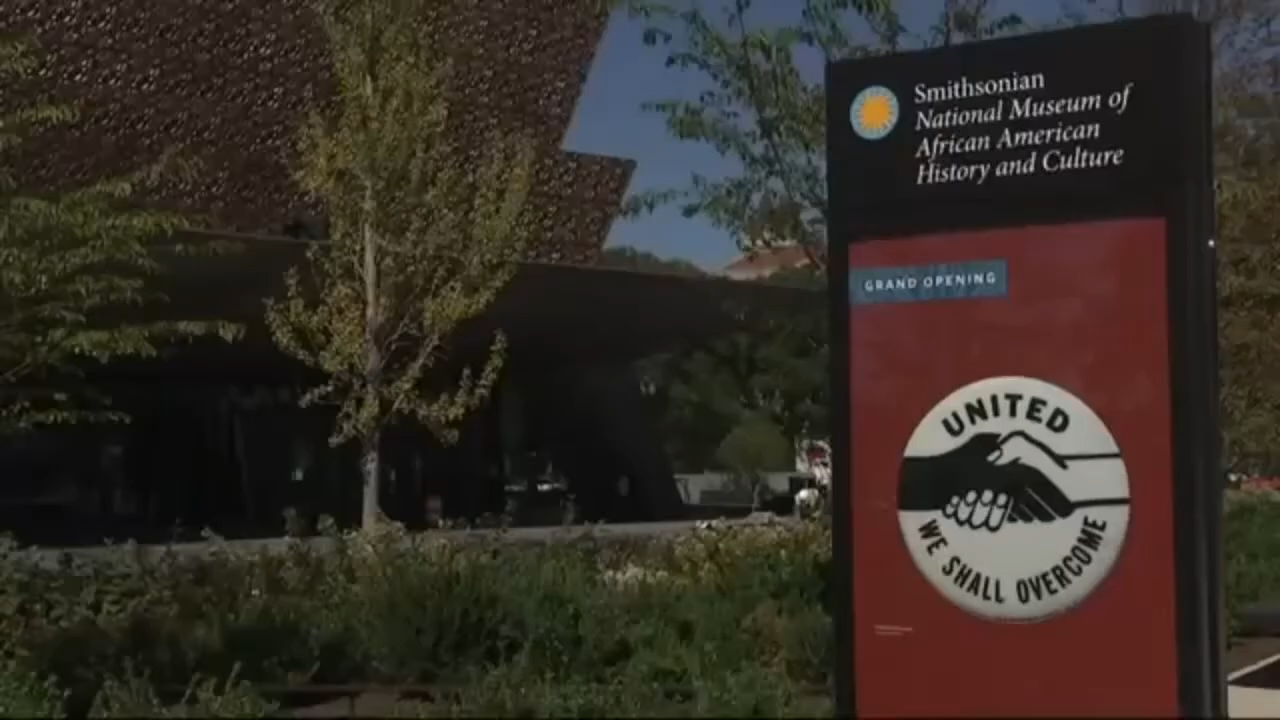 Smithsonian
National Museum of
African American
History and Culture
GRAND OPENING
UNITED
WE SHALL OVERCOME